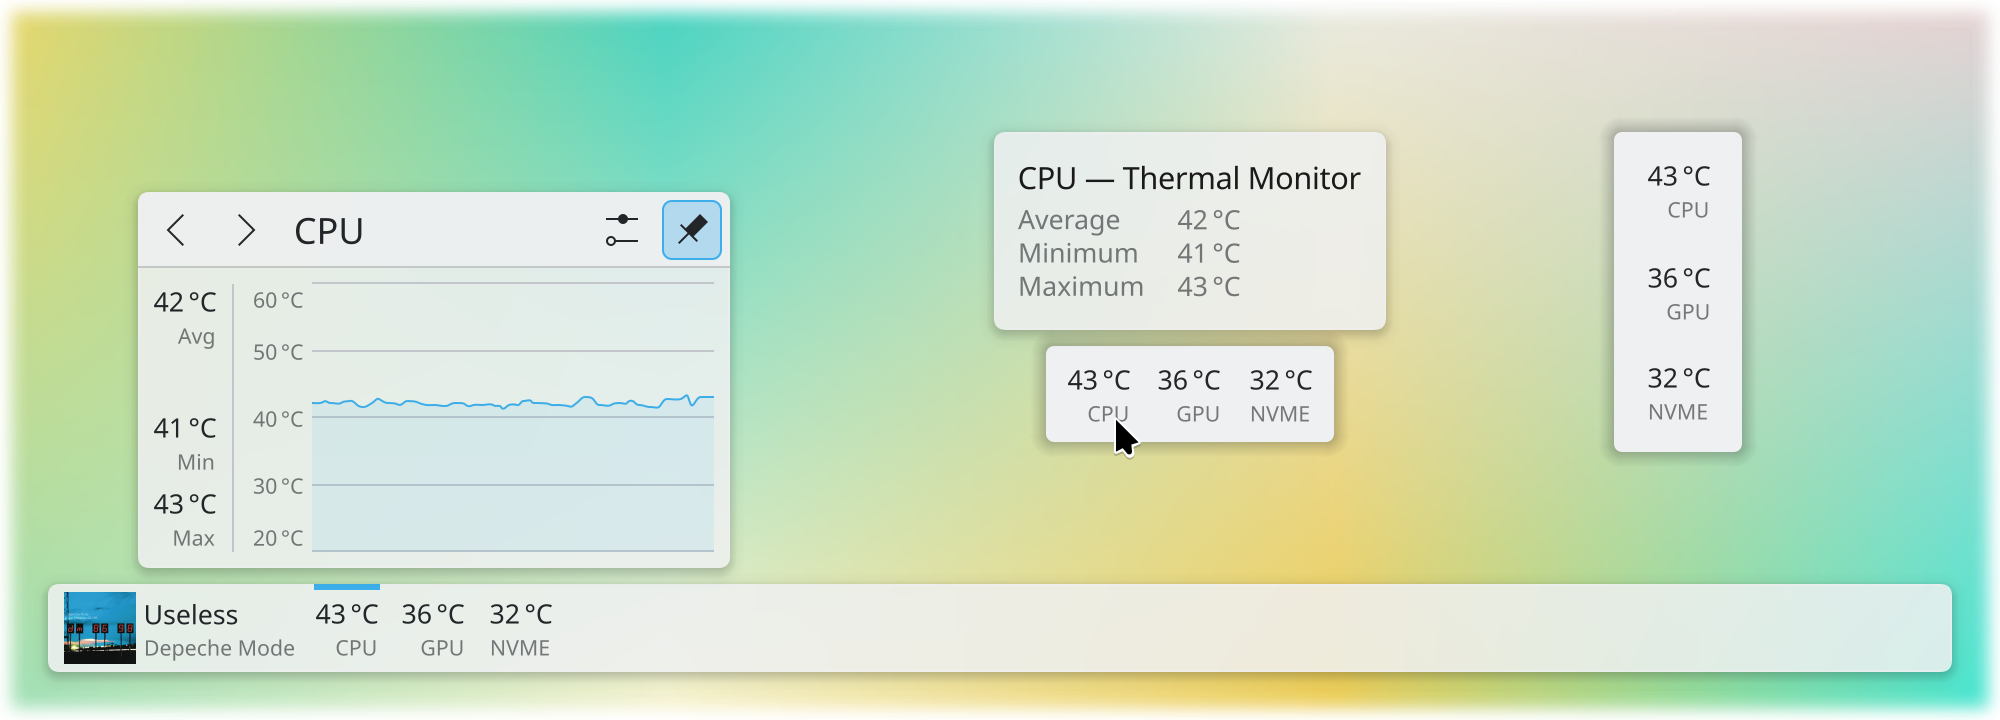 CPU
42 °C
Avg
41 °C
Min
43 °C
Max
60 °C
50 °C
40 °C
30 °C
20 °C
CPU — Thermal Monitor
Average 42 °C
Minimum 41 °C
Maximum 43 °C
43 °C 36 °C 32 °C
CPU GPU NVME
43 °C
CPU
36 °C
GPU
32 °C
NVME
Useless
Depeche Mode
43 °C 36 °C 32 °C
CPU GPU NVME